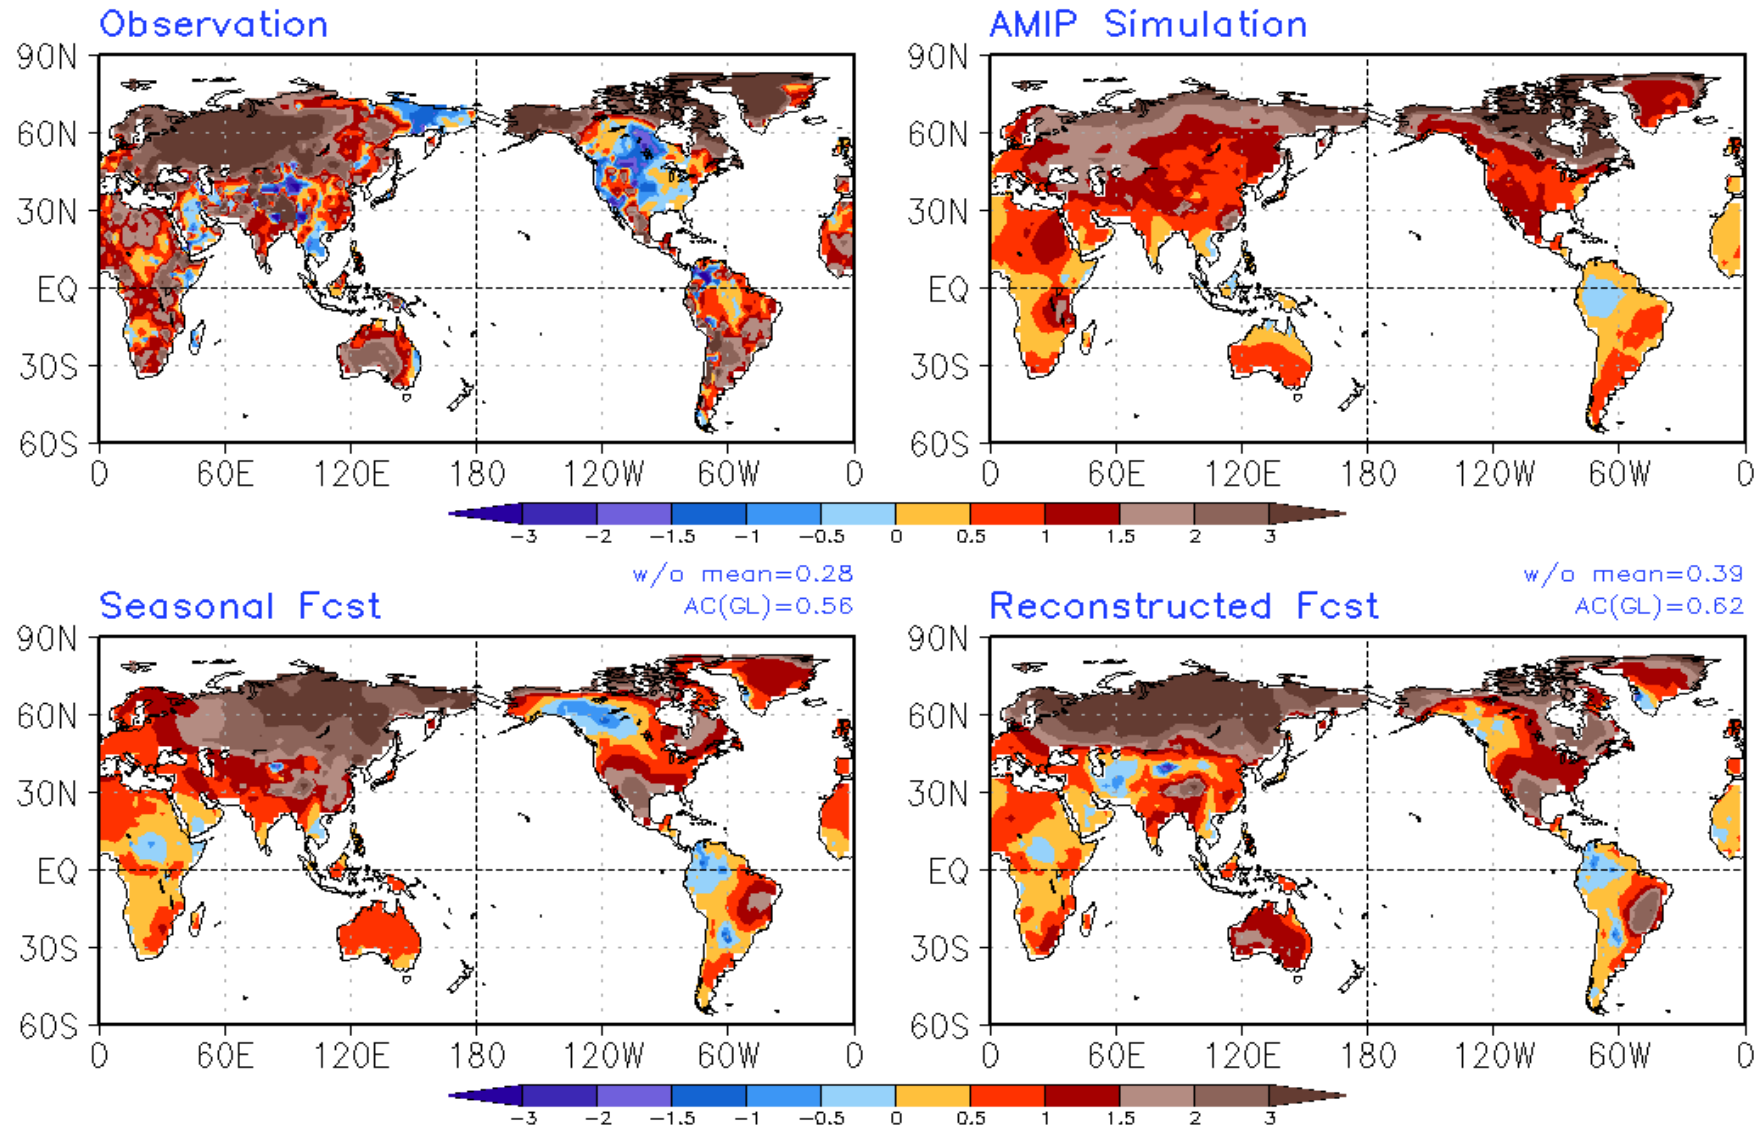 Observation
AMIP Simulation
90N
60N
30N
EQ
30S
60S
0 60E 120E 180 120W 60W 0
90N
60N
30N
EQ
30S
60S
0 60E 120E 180 120W 60W 0
-3 -2 -1.5 -1 -0.5 0 0.5 1 1.5 2 3
w/o mean=0.28
Seasonal Fcst AC(GL)=0.56
w/o mean=0.39
Reconstructed Fcst AC(GL)=0.62
90N
60N
30N
EQ
30S
60S
0 60E 120E 180 120W 60W 0
90N
60N
30N
EQ
30S
60S
0 60E 120E 180 120W 60W 0
-3 -2 -1.5 -1 -0.5 0 0.5 1 1.5 2 3